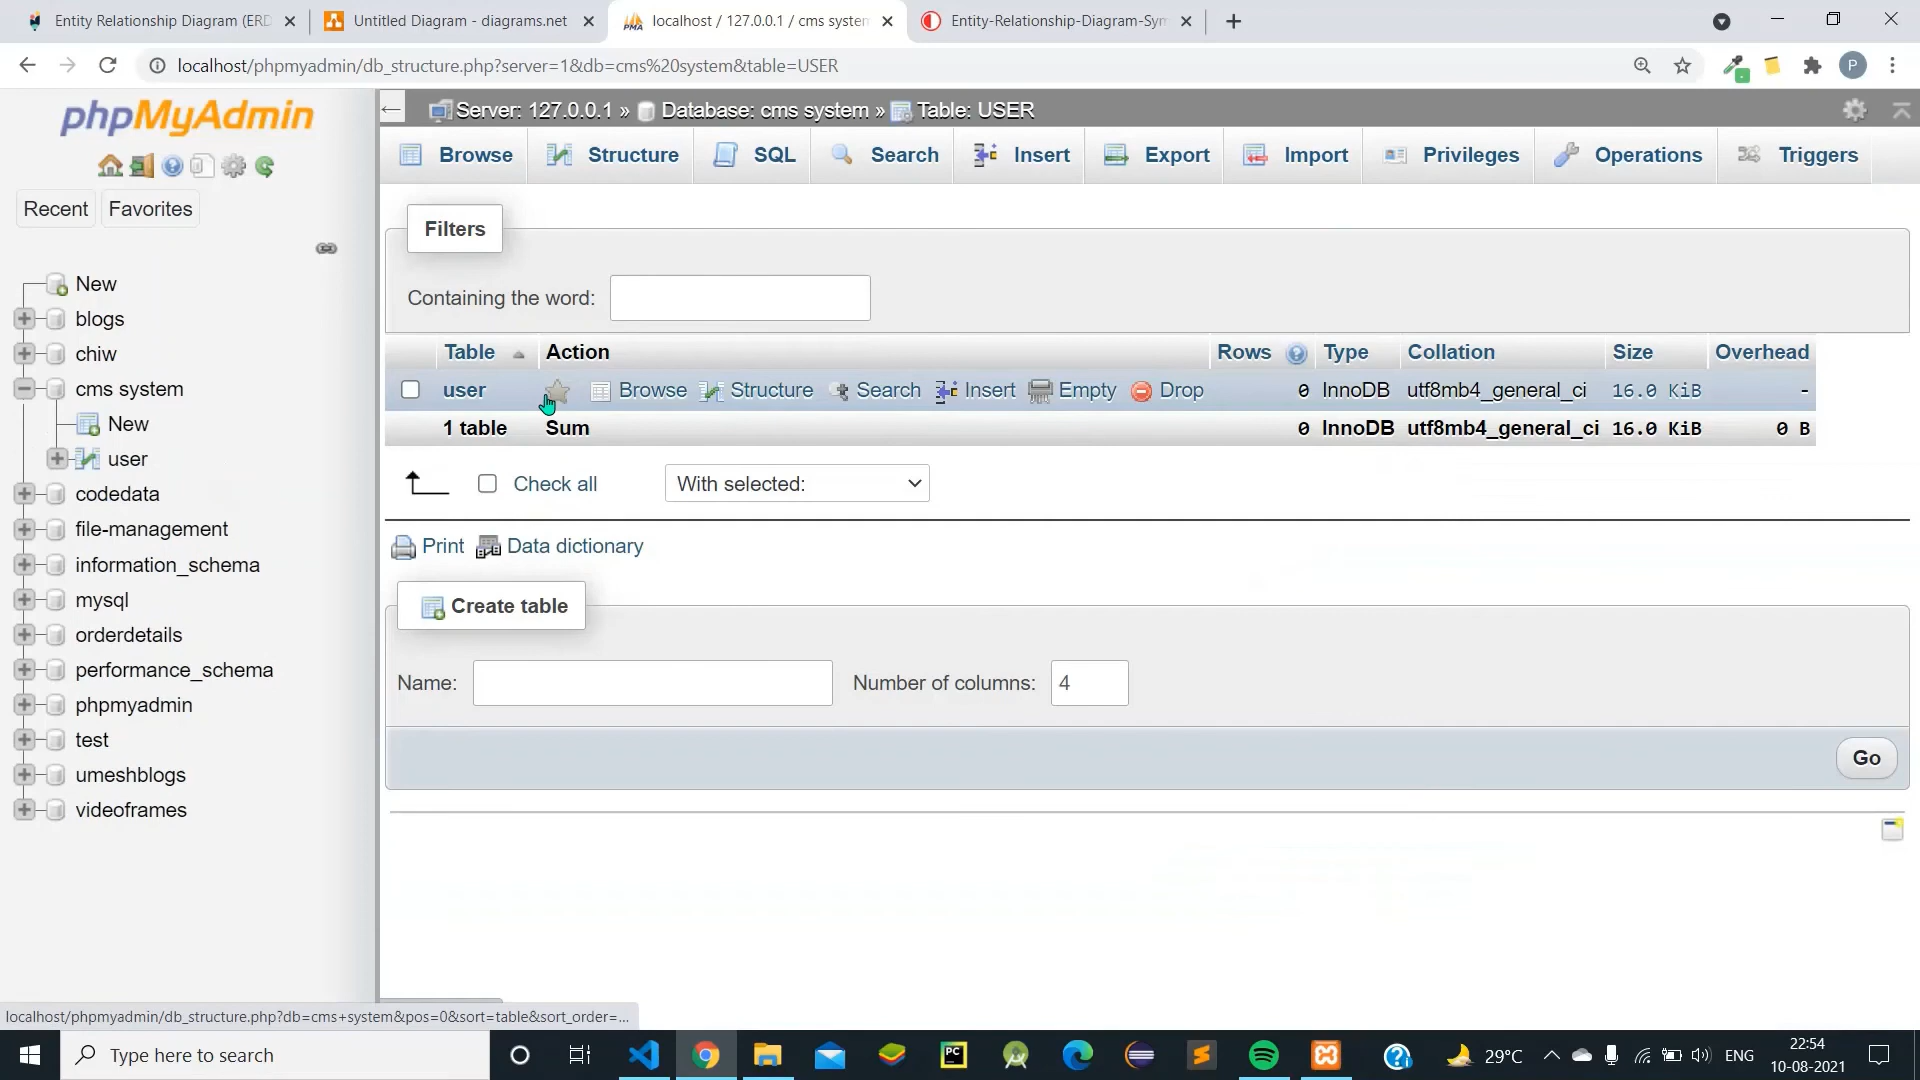 Entity Relationship Diagram (ERD
Untitled Diagram - diagrams.net
localhost / 127.0.0.1 / cms system
Entity-Relationship-Diagram-Sym
localhost/phpmyadmin/db_structure.php?server=1&db=cms%20system&table=USER
P
phpMyAdmin
Server: 127.0.0.1 » Database: cms system » Table: USER
Browse Structure SQL Search Insert Export Import Privileges Operations Triggers
Recent Favorites
Filters
Containing the word:
New
blogs
chiw
cms system
New
user
codedata
file-management
information_schema
mysql
orderdetails
performance_schema
phpmyadmin
test
umeshblogs
videoframes
Table Action Rows Type Collation Size Overhead
user Browse Structure Search Insert Empty Drop 0 InnoDB utf8mb4_general_ci 16.0 KiB -
1 table Sum 0 InnoDB utf8mb4_general_ci 16.0 KiB 0 B
Check all With selected:
Print Data dictionary
Create table
Name: Number of columns: 4
Go
localhost/phpmyadmin/db_structure.php?db=cms+system&pos=0&sort=table&sort_order=...
Type here to search
PC
29°C
ENG
22:54
10-08-2021